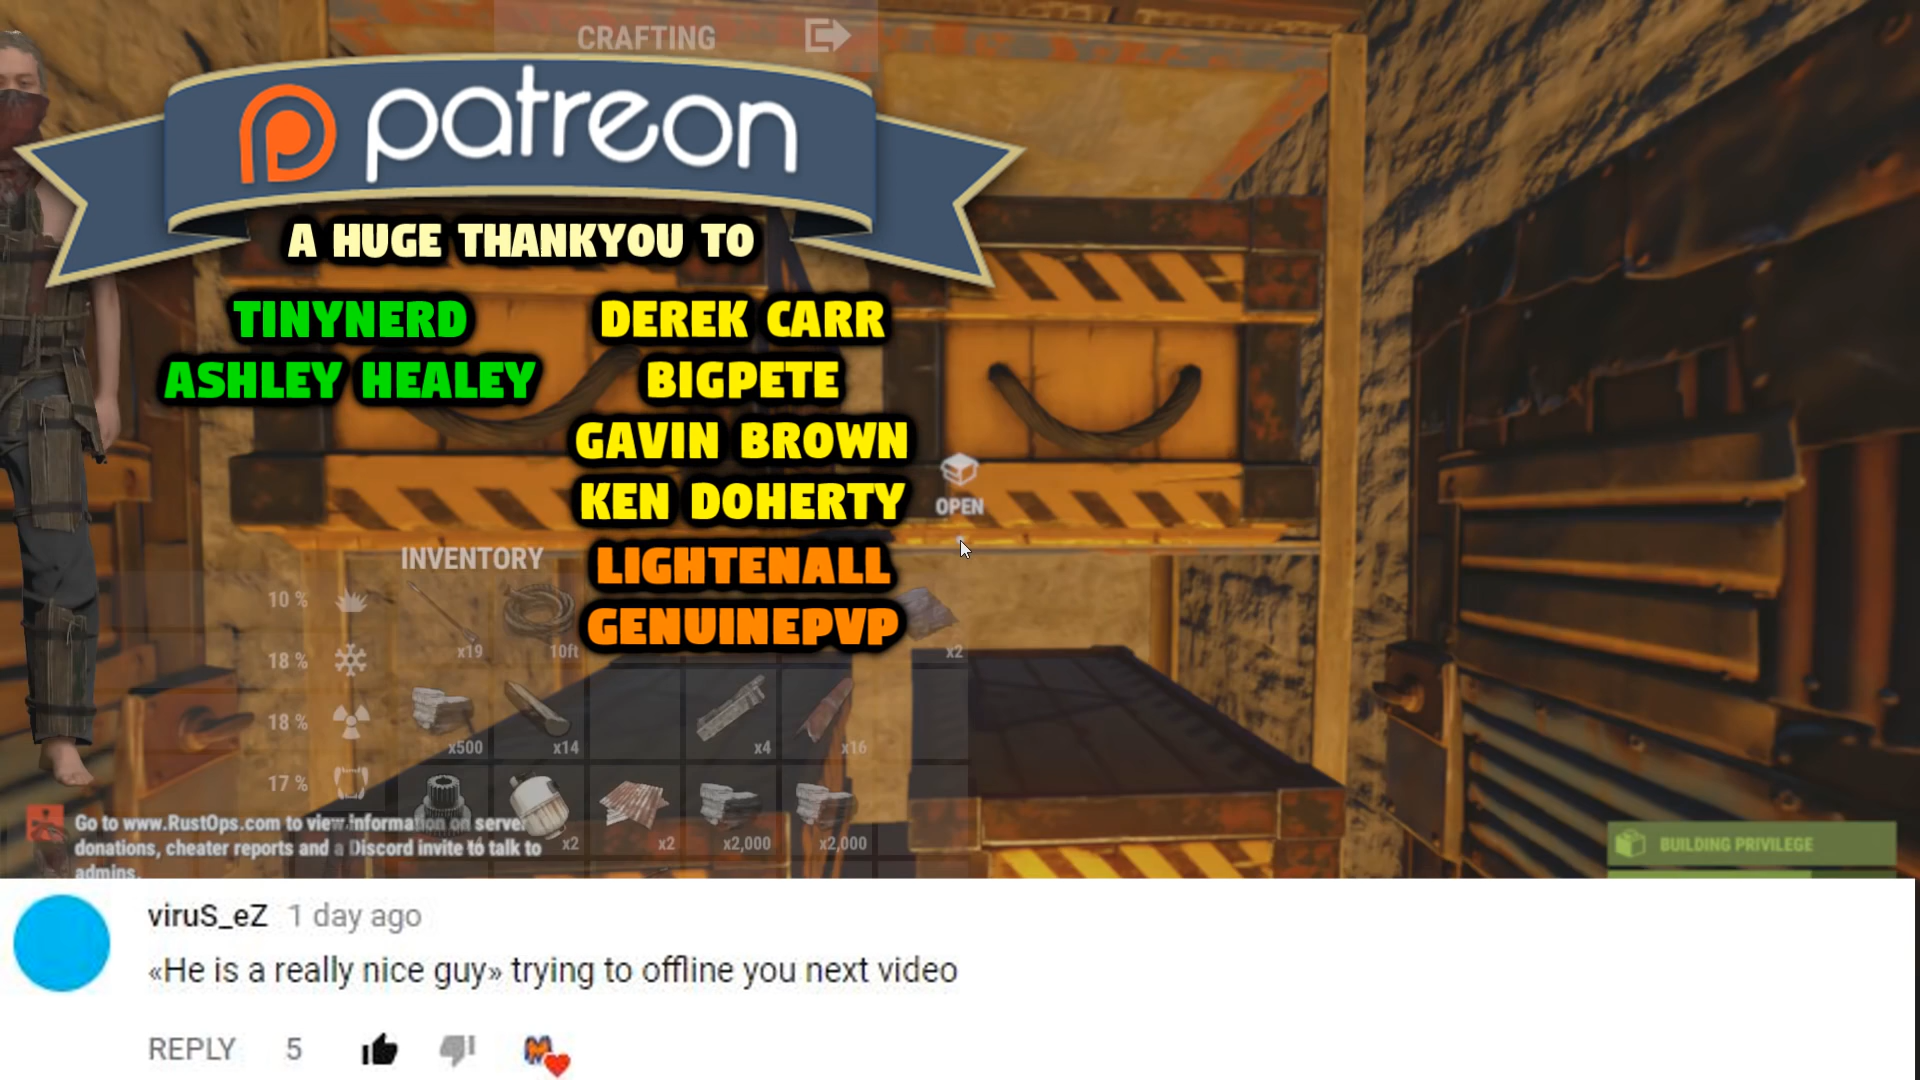 CRAFTING
patreon
A HUGE THANKYOU TO
TINYNERD
ASHLEY HEALEY
DEREK CARR
BIGPETE
GAVIN BROWN
KEN DOHERTY
LIGHTENALL
GENUINEPVP
OPEN
INVENTORY
10 %
18 %
18 %
17 %
x19
10ft
x2
x500
x14
x4
x16
x2
x2
x2,000
x2,000
Go to www.RustOps.com to view information on server
donations, cheater reports and a Discord invite to talk to
admins.
BUILDING PRIVILEGE
viruS_eZ 1 day ago
«He is a really nice guy» trying to offline you next video
REPLY 5